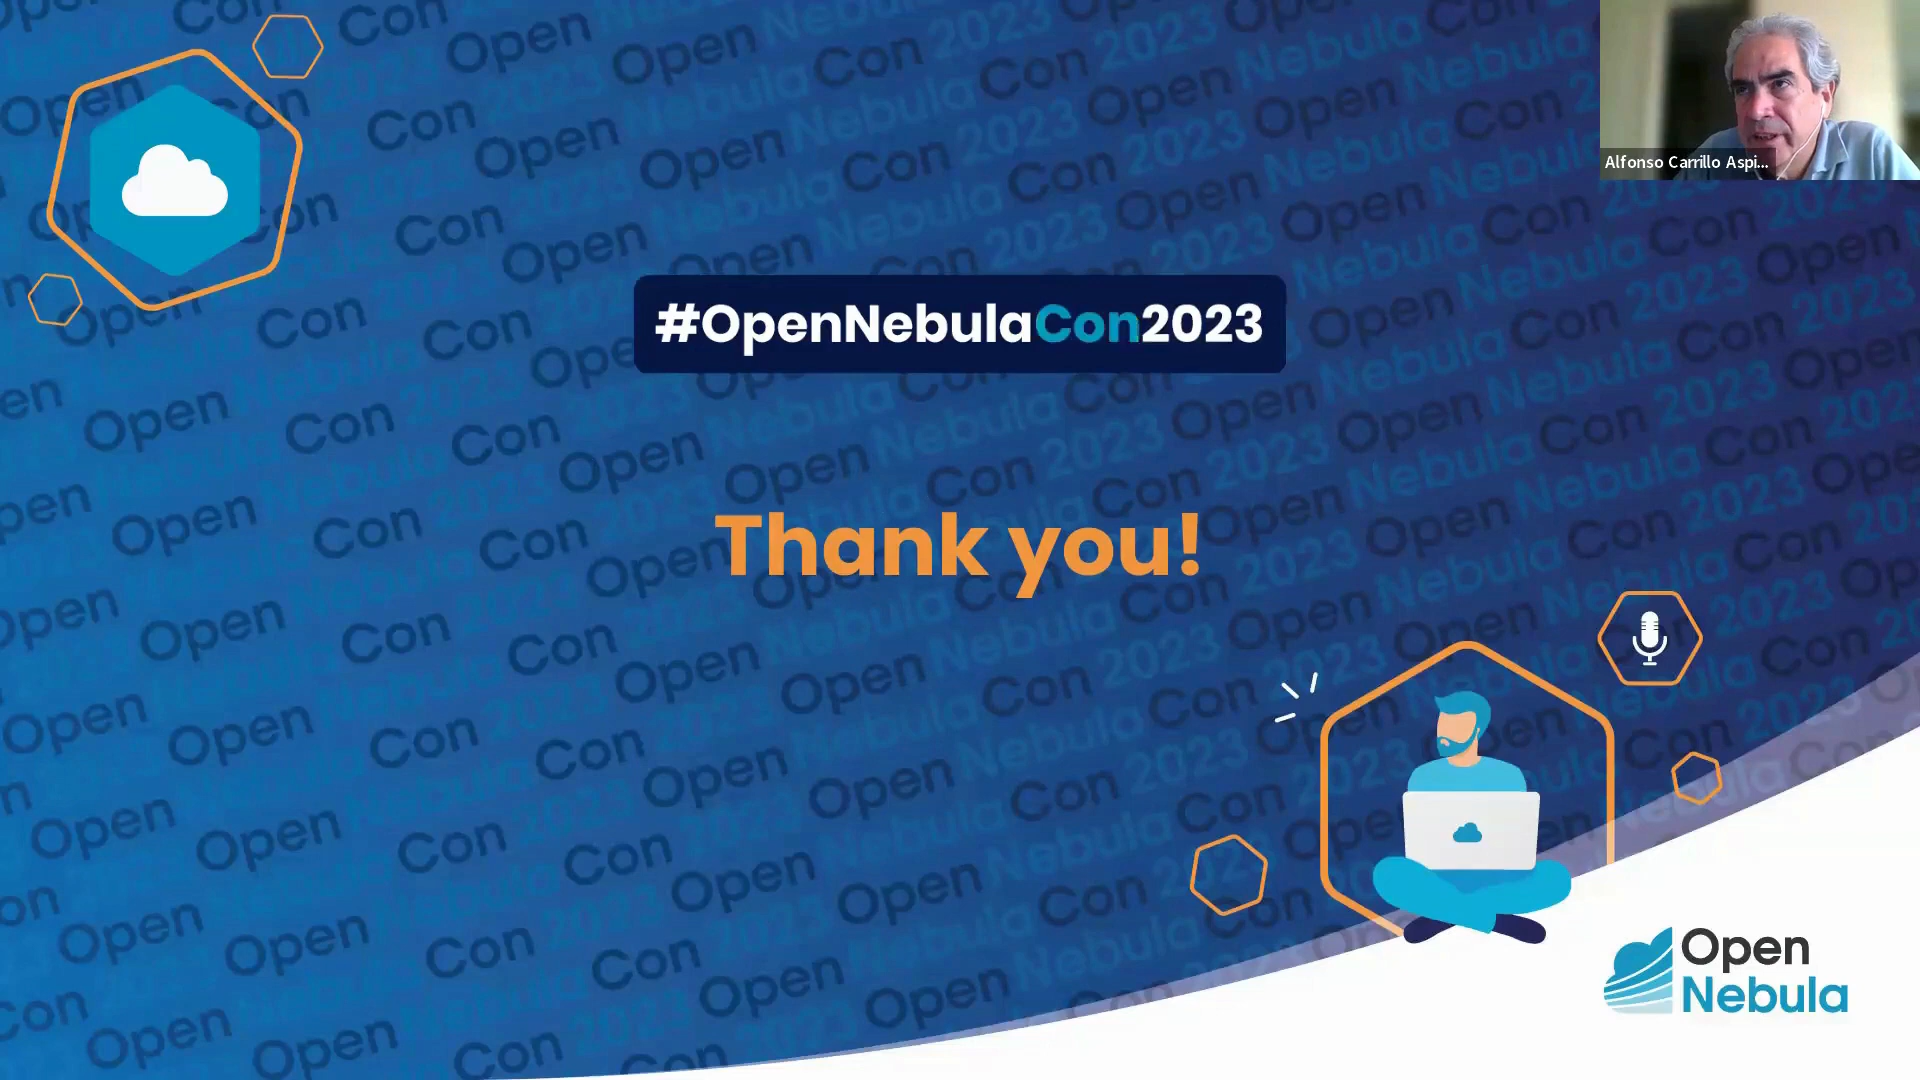 Alfonso Carrillo Aspi...
#OpenNebulaCon2023
Thank you!
Open
Nebula